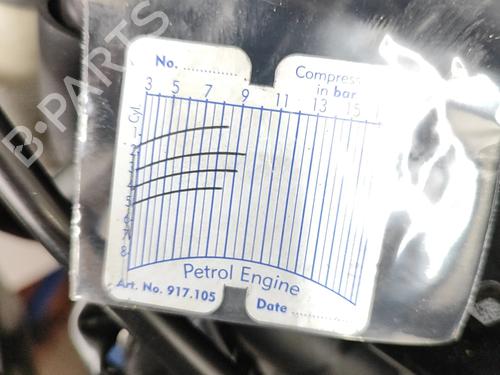 B-PARTS
No. ..............
Compress.
in bar
3 5 7 9 11 13 15
Cyl.
1
2
3
4
5
6
7
8
Petrol Engine
Art. No. 917.105
Date ..............